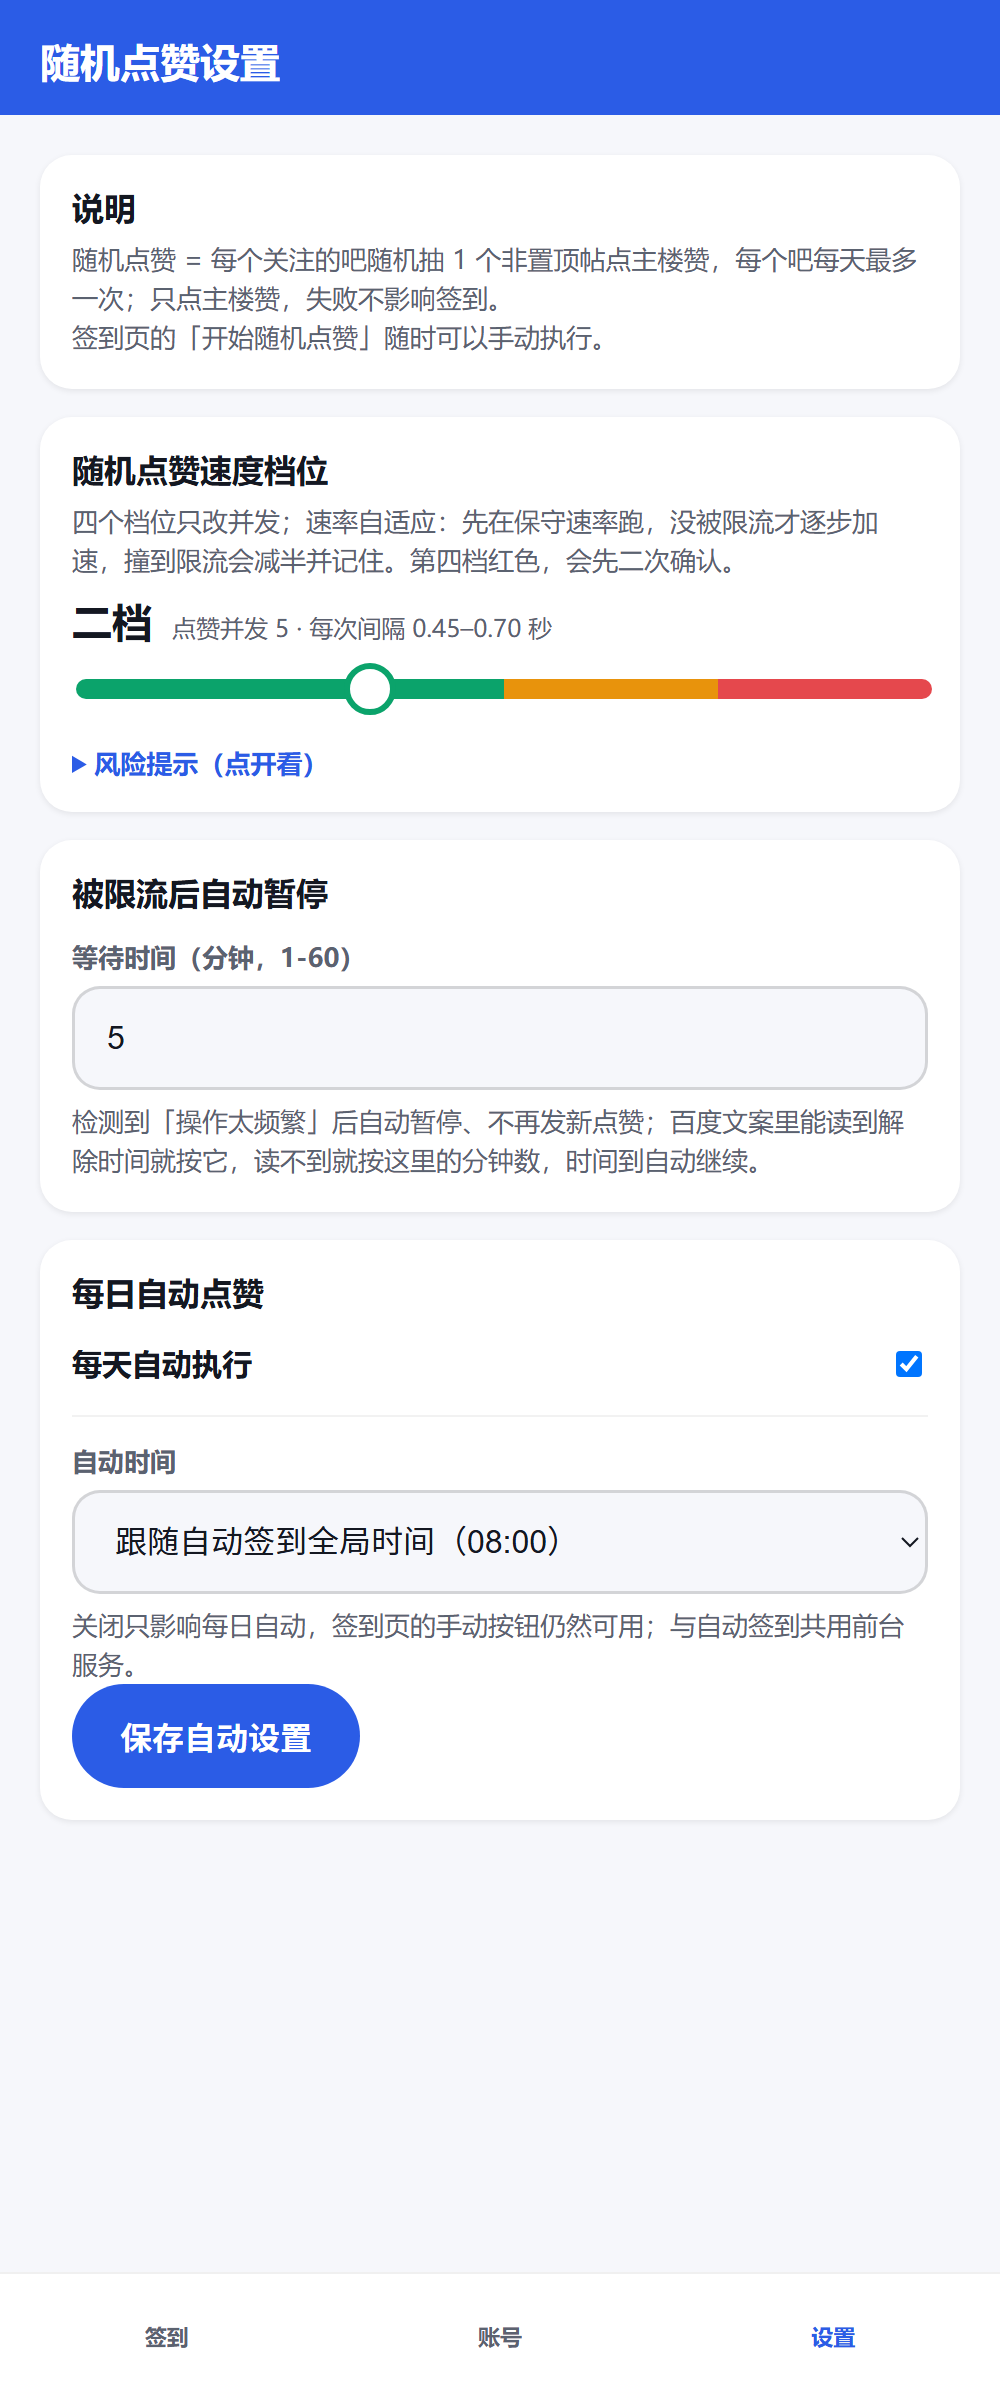 随机点赞设置
说明
随机点赞 = 每个关注的吧随机抽 1 个非置顶帖点主楼赞，每个吧每天最多
一次；只点主楼赞，失败不影响签到。
签到页的「开始随机点赞」随时可以手动执行。
随机点赞速度档位
四个档位只改并发；速率自适应：先在保守速率跑，没被限流才逐步加
速，撞到限流会减半并记住。第四档红色，会先二次确认。
二档 点赞并发 5 · 每次间隔 0.45–0.70 秒
▶ 风险提示（点开看）
被限流后自动暂停
等待时间（分钟，1-60）
5
检测到「操作太频繁」后自动暂停、不再发新点赞；百度文案里能读到解
除时间就按它，读不到就按这里的分钟数，时间到自动继续。
每日自动点赞
每天自动执行
自动时间
跟随自动签到全局时间（08:00）
关闭只影响每日自动，签到页的手动按钮仍然可用；与自动签到共用前台
服务。
保存自动设置
签到 账号 设置